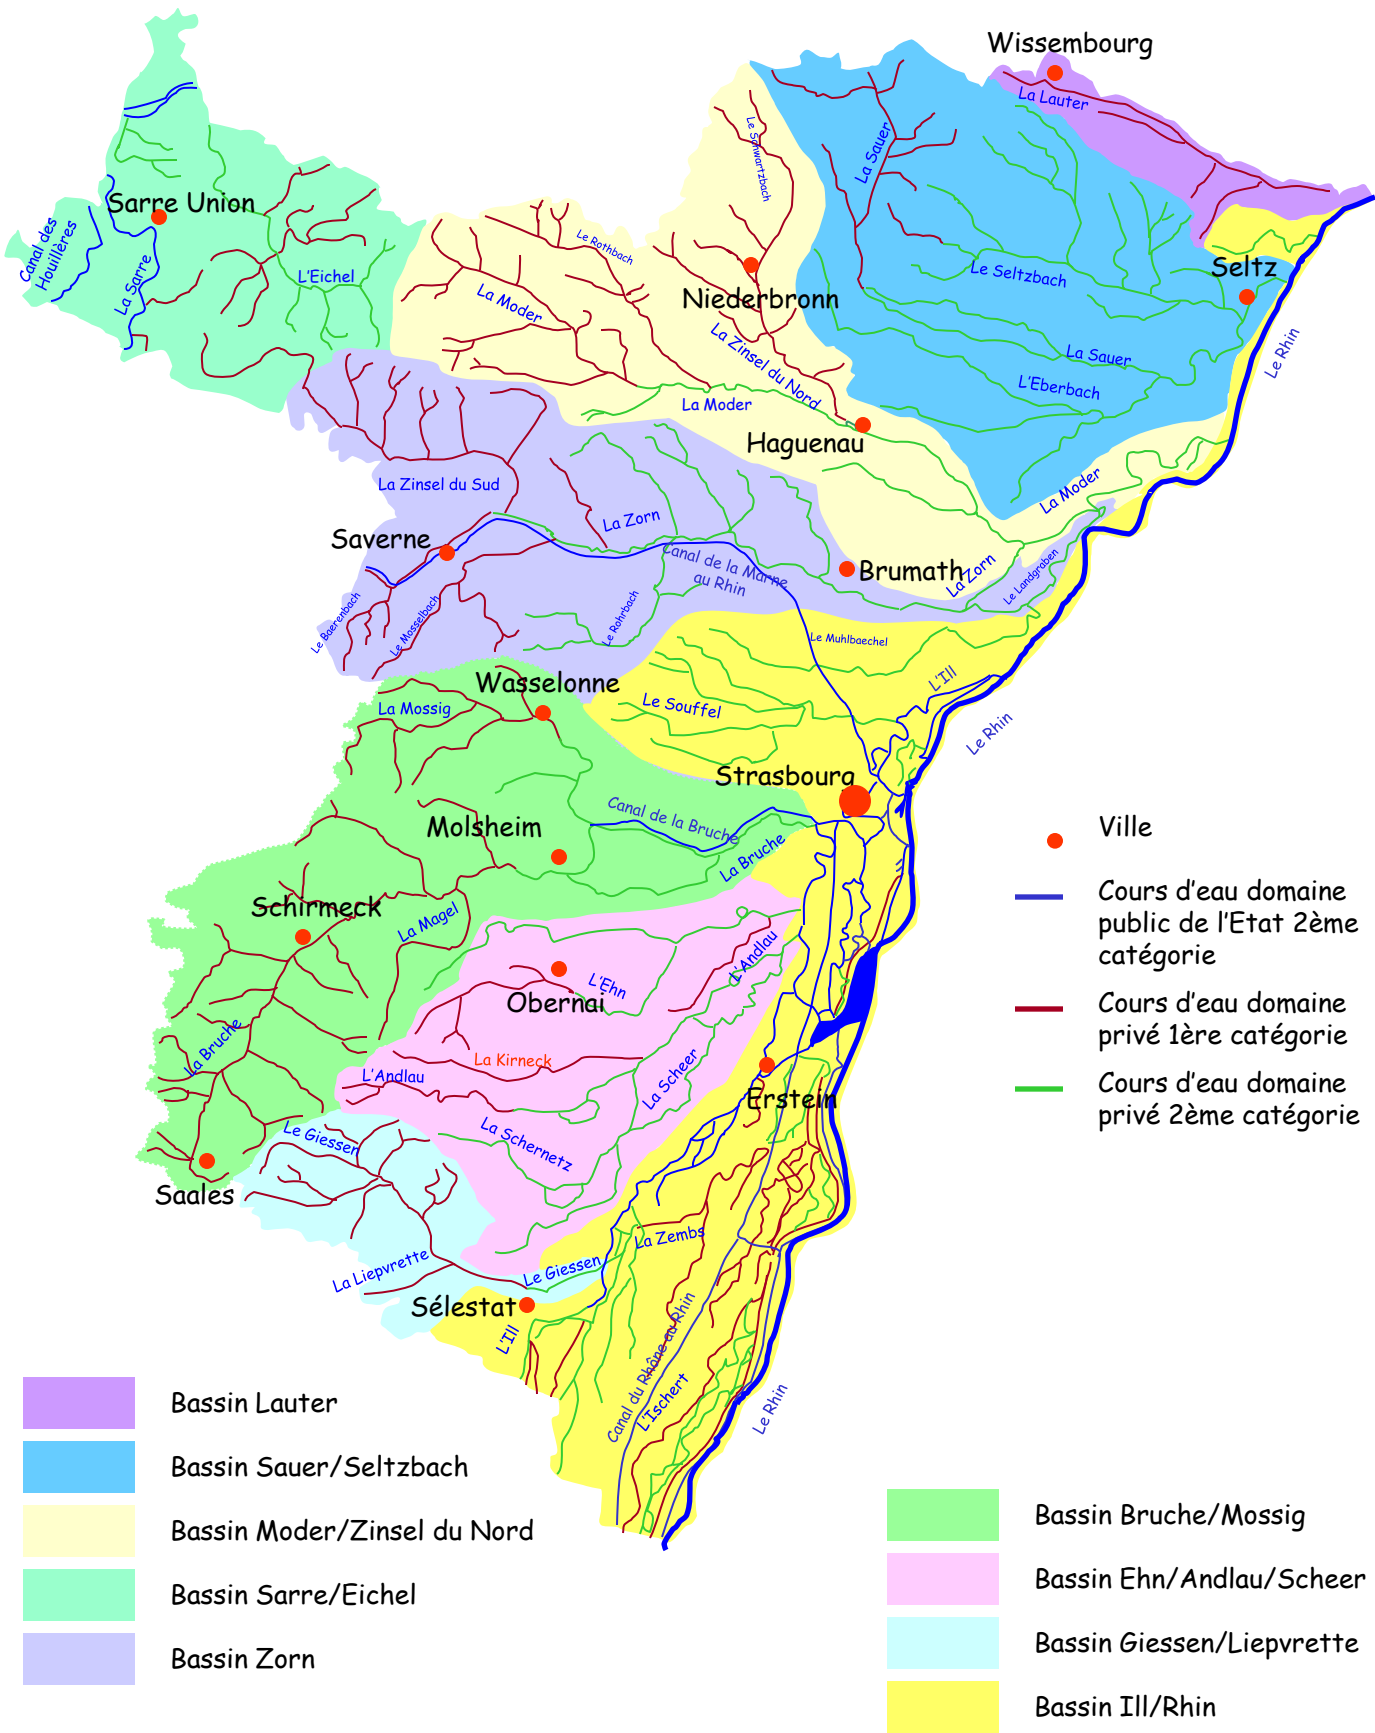 Wissembourg
La Lauter
Le Schwartzbach
La Sauer
Sarre Union
Canal des
Houillères
La Sarre
L'Eichel
Le Rothbach
La Moder
Niederbronn
Le Seltzbach
Seltz
La Zinsel du Nord
La Sauer
L'Eberbach
Le Rhin
La Moder
Haguenau
La Zinsel du Sud
La Moder
La Zorn
Saverne
Canal de la Marne
au Rhin
Brumath
La Zorn
Le Landgraben
Le Baerenbach
Le Mosselbach
Le Rohrbach
Le Muhlbaechel
Wasselonne
La Mossig
Le Souffel
L'Ill
Le Rhin
Strasbourg
Canal de la Bruche
Molsheim
La Bruche
Schirmeck
La Magel
L'Andlau
L'Ehn
Obernai
La Bruche
La Kirneck
L'Andlau
La Scheer
Erstein
Le Giessen
La Schernetz
Saales
La Zembs
La Liepvrette
Le Giessen
Sélestat
L'Ill
Canal du Rhône au Rhin
L'Ischert
Le Rhin
Ville
Cours d'eau domaine
public de l'Etat 2ème
catégorie
Cours d'eau domaine
privé 1ère catégorie
Cours d'eau domaine
privé 2ème catégorie
Bassin Lauter
Bassin Sauer/Seltzbach
Bassin Moder/Zinsel du Nord
Bassin Sarre/Eichel
Bassin Zorn
Bassin Bruche/Mossig
Bassin Ehn/Andlau/Scheer
Bassin Giessen/Liepvrette
Bassin Ill/Rhin